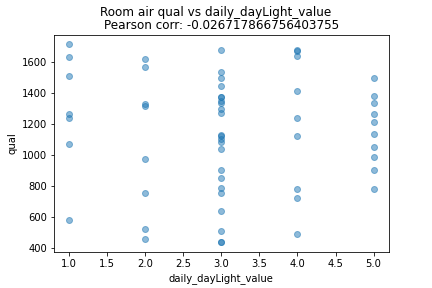 Room air qual vs daily_dayLight_value
Pearson corr: -0.026717866756403755
1600
1400
1200
1000
800
600
400
qual
1.0 1.5 2.0 2.5 3.0 3.5 4.0 4.5 5.0
daily_dayLight_value